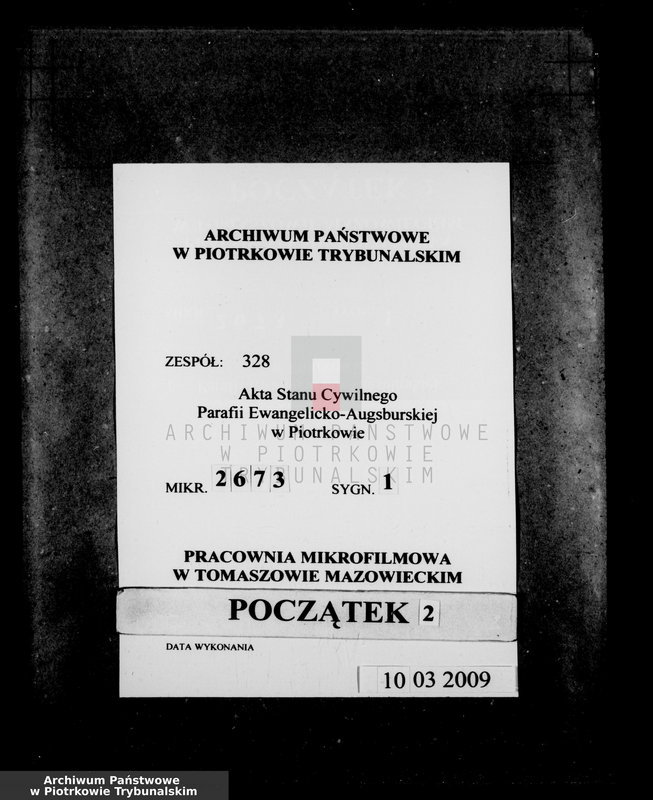 ARCHIWUM PAŃSTWOWE
W PIOTRKOWIE TRYBUNALSKIM
ZESPÓŁ: 328
Akta Stanu Cywilnego
Parafii Ewangelicko-Augsburskiej
w Piotrkowie
ARCHIWUM PAŃSTWOWE
W PIOTRKOWIE
TRYBUNALSKIM
MIKR. 2673 SYGN. 1
PRACOWNIA MIKROFILMOWA
W TOMASZOWIE MAZOWIECKIM
POCZĄTEK 2
DATA WYKONANIA
10 03 2009
Archiwum Państwowe
w Piotrkowie Trybunalskim